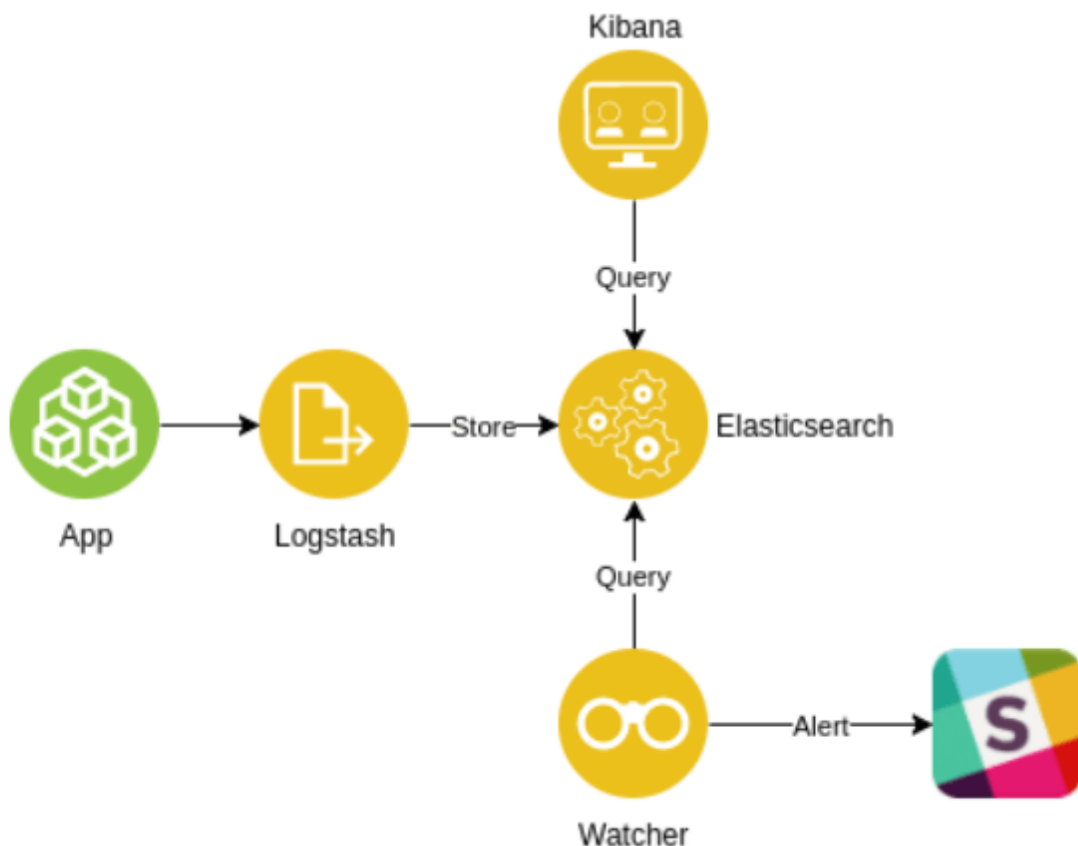 Kibana
Query
Store
Elasticsearch
App
Logstash
Query
S
Alert
Watcher